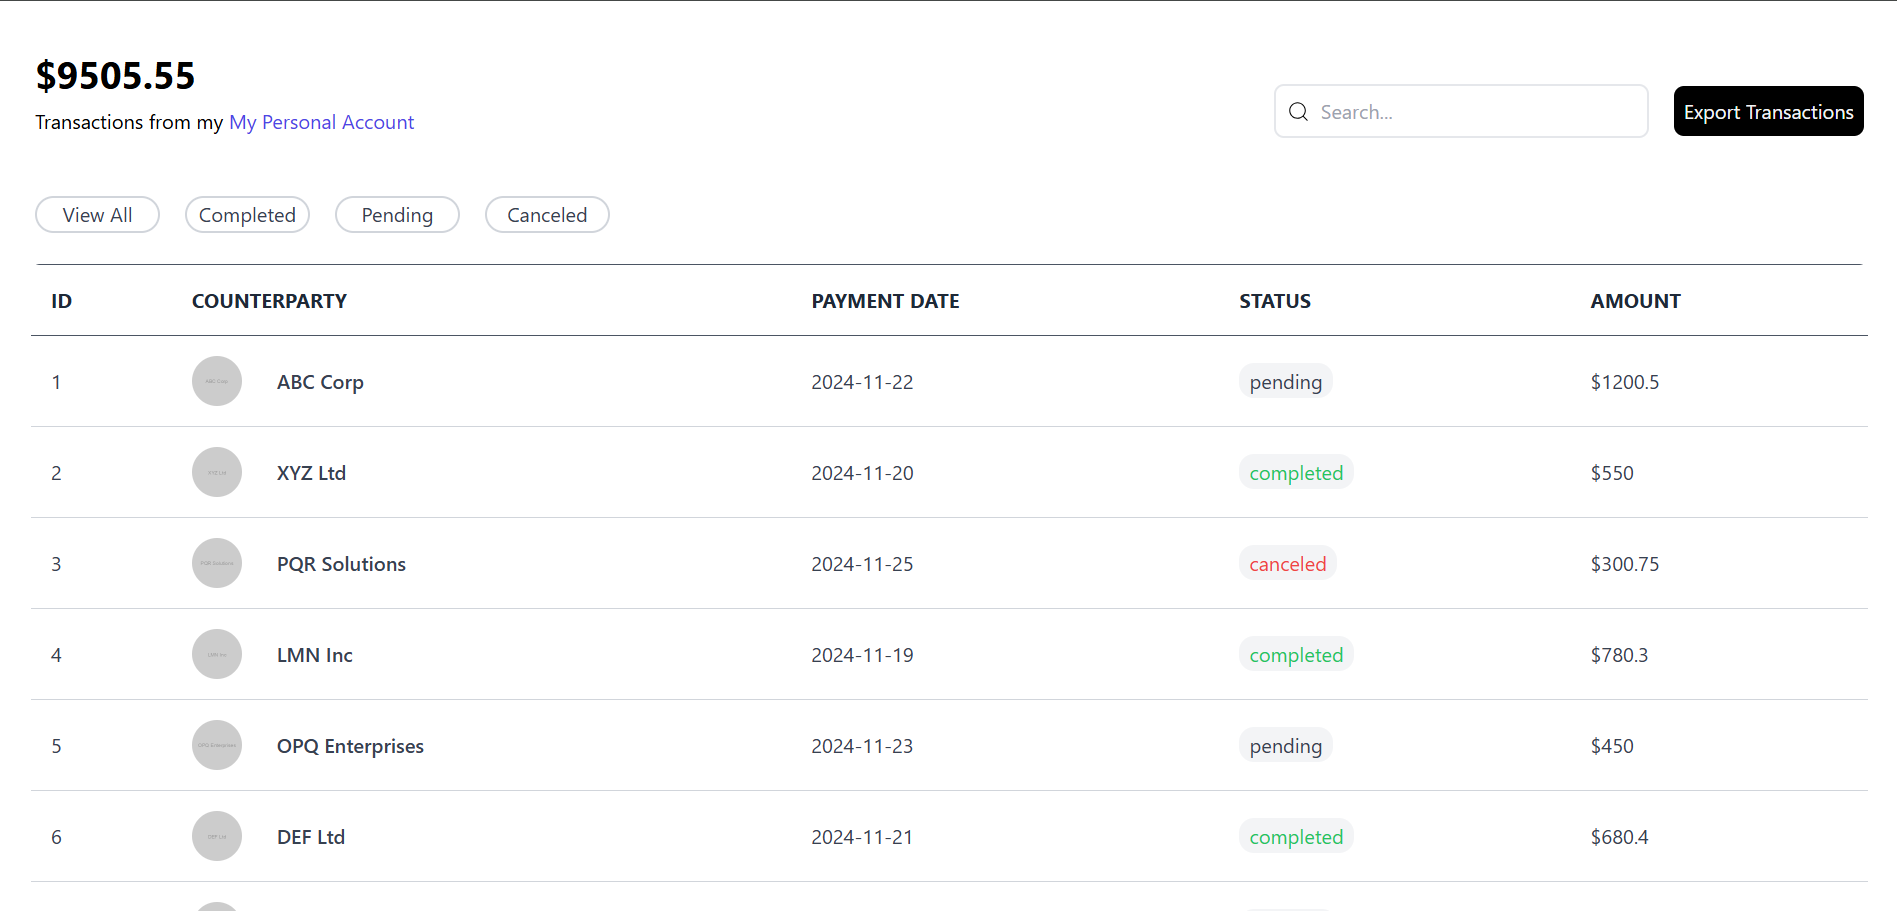 $9505.55
Transactions from my My Personal Account
Search...
Export Transactions
View All
Completed
Pending
Canceled
ID COUNTERPARTY PAYMENT DATE STATUS AMOUNT
1 ABC Corp ABC Corp 2024-11-22 pending $1200.5
2 XYZ Ltd XYZ Ltd 2024-11-20 completed $550
3 PQR Solutions PQR Solutions 2024-11-25 canceled $300.75
4 LMN Inc LMN Inc 2024-11-19 completed $780.3
5 OPQ Enterprises OPQ Enterprises 2024-11-23 pending $450
6 DEF Ltd DEF Ltd 2024-11-21 completed $680.4